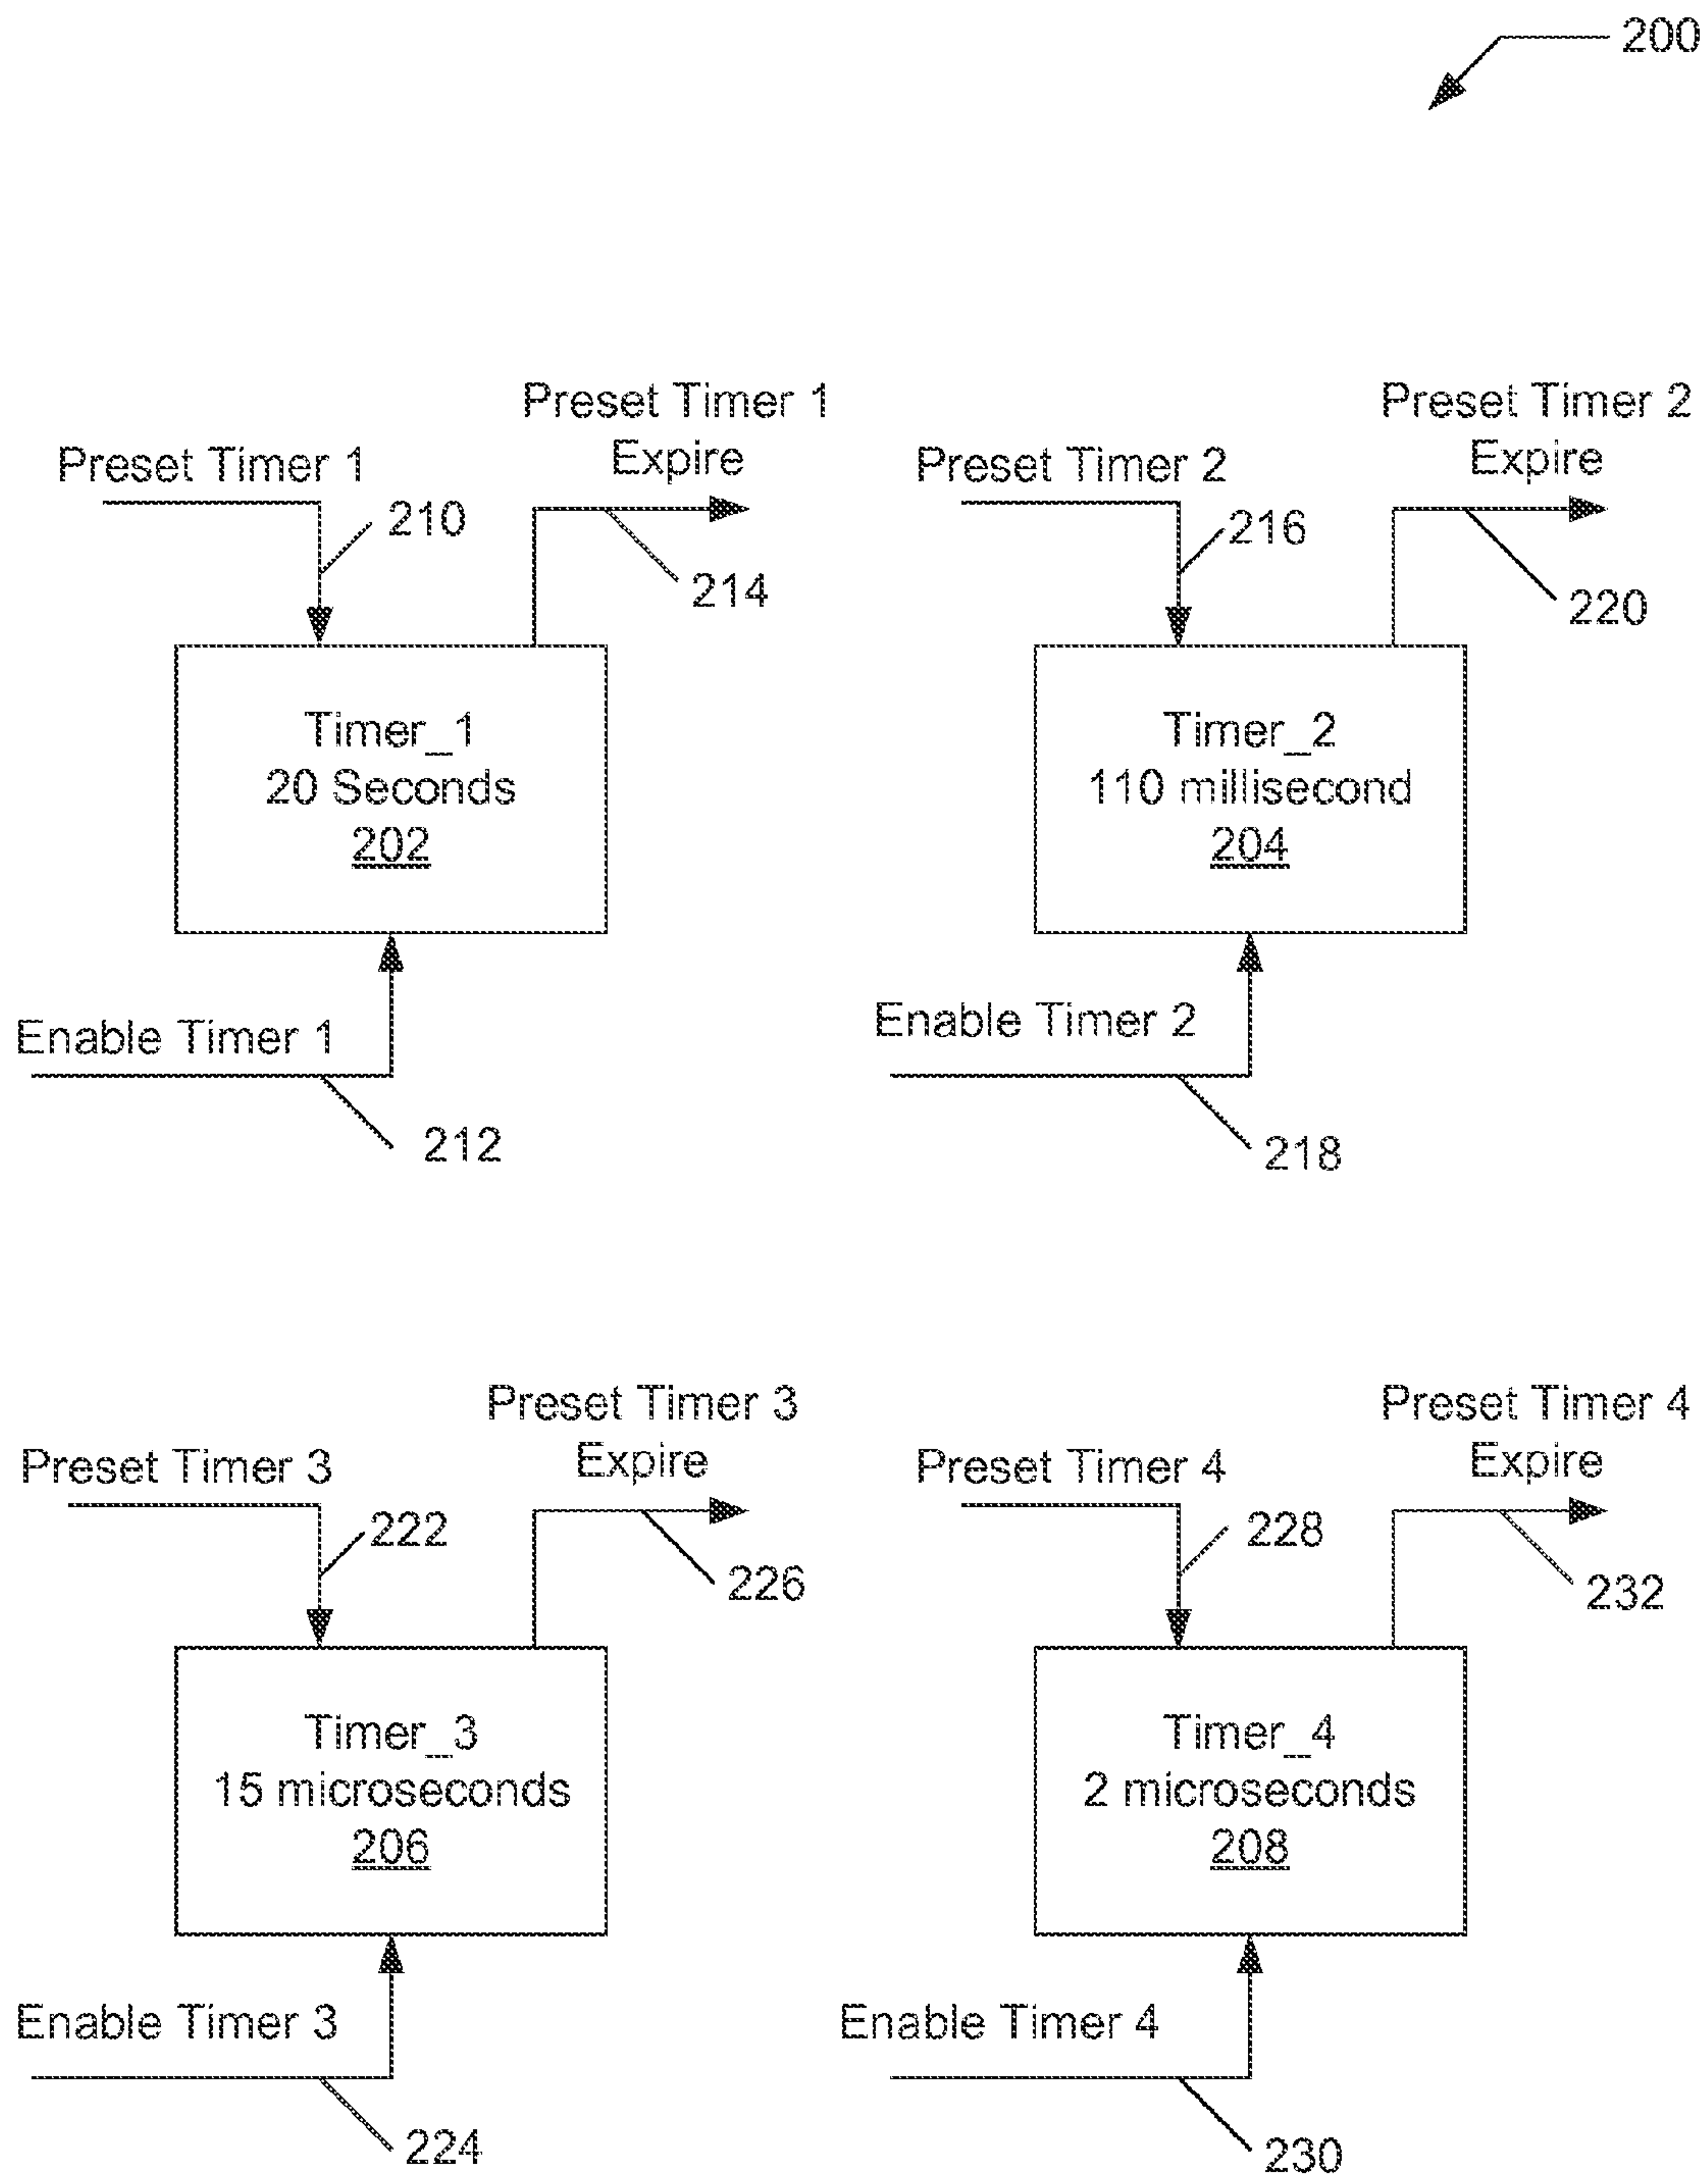 200
Preset Timer 1
Expire
Preset Timer 1
210
214
Timer_1
20 Seconds
202
Enable Timer 1
212
Preset Timer 2
Expire
Preset Timer 2
216
220
Timer_2
110 millisecond
204
Enable Timer 2
218
Preset Timer 3
Expire
Preset Timer 3
222
226
Timer_3
15 microseconds
206
Enable Timer 3
224
Preset Timer 4
Expire
Preset Timer 4
228
232
Timer_4
2 microseconds
208
Enable Timer 4
230